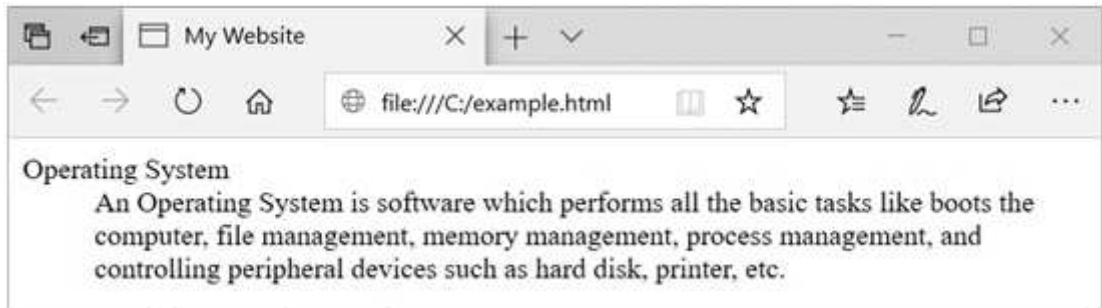 My Website
file:///C:/example.html
Operating System
An Operating System is software which performs all the basic tasks like boots the
computer, file management, memory management, process management, and
controlling peripheral devices such as hard disk, printer, etc.